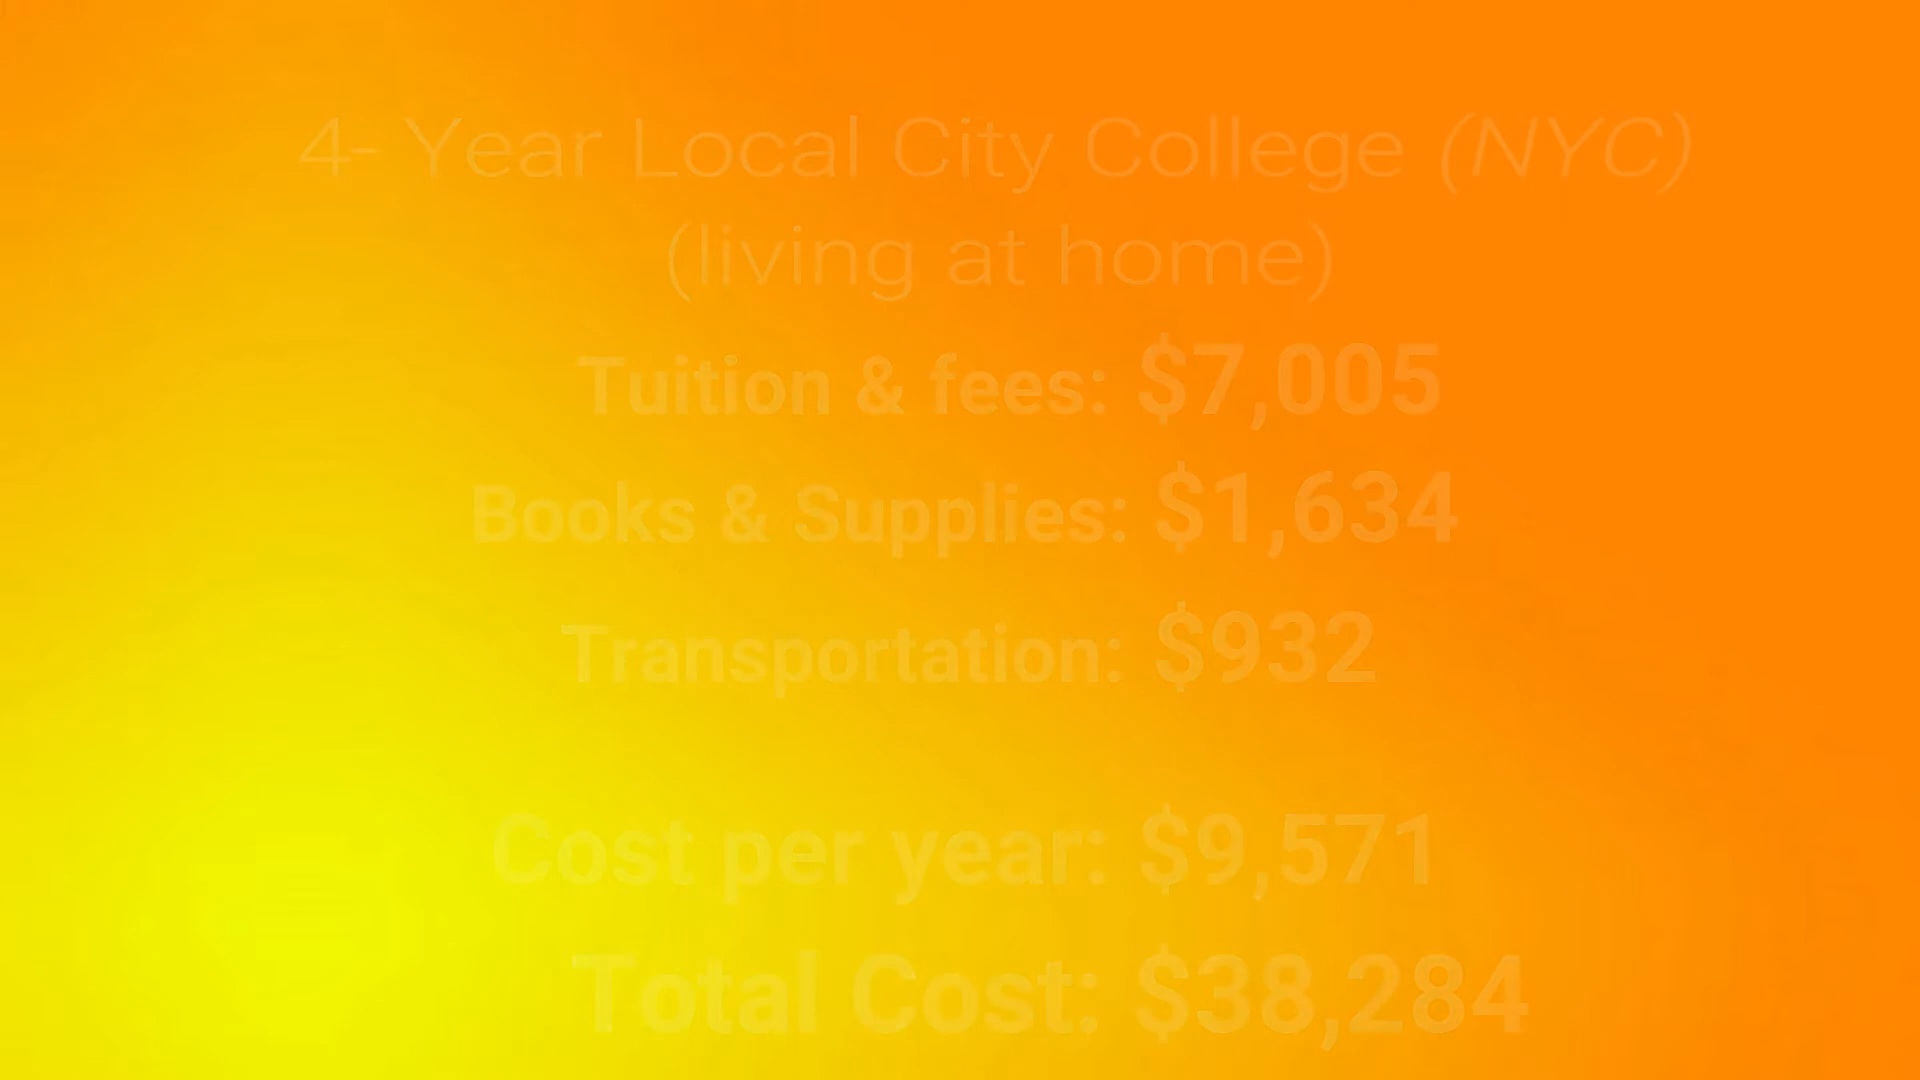 4- Year Local City College (NYC)
(living at home)
Tuition & fees: $7,005
Books & Supplies: $1,634
Transportation: $932
Cost per year: $9,571
Total Cost: $38,284